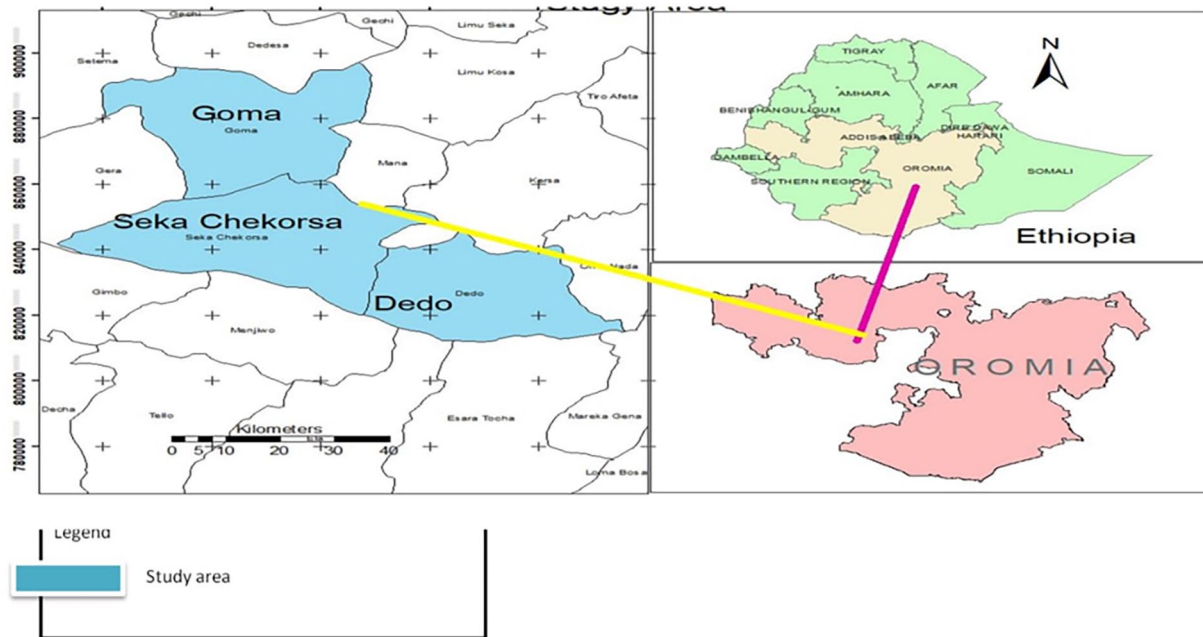 Study Area
Gechi
Gechi
Limu Seka
Dedesa
Setema
Limu Kosa
900000
Tiro Afeta
Goma
Goma
880000
Mana
Gera
Kersa
860000
Seka Chekorsa
Seka Chekorsa
840000
Dedo
Dedo
Gimbo
820000
Menjiwo
800000
Decha
Tello
Esara Tocha
Mareka Gena
Kilometers
0 5 10 20 30 40
780000
Loma Bosa
N
TIGRAY
AFAR
AMHARA
BENISHANGULGUM
ADDIS ABEBA
DIRE DAWA
HARARI
GAMBELLA
OROMIA
SOMALI
SOUTHERN REGION
Ethiopia
OROMIA
Legend
Study area